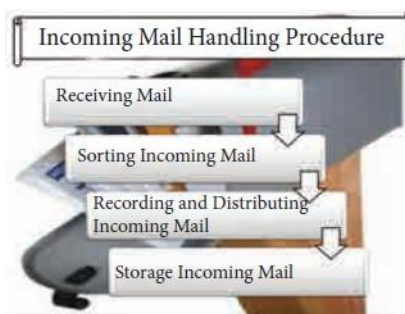 Incoming Mail Handling Procedure
Receiving Mail
Sorting Incoming Mail
Recording and Distributing
Incoming Mail
Storage Incoming Mail